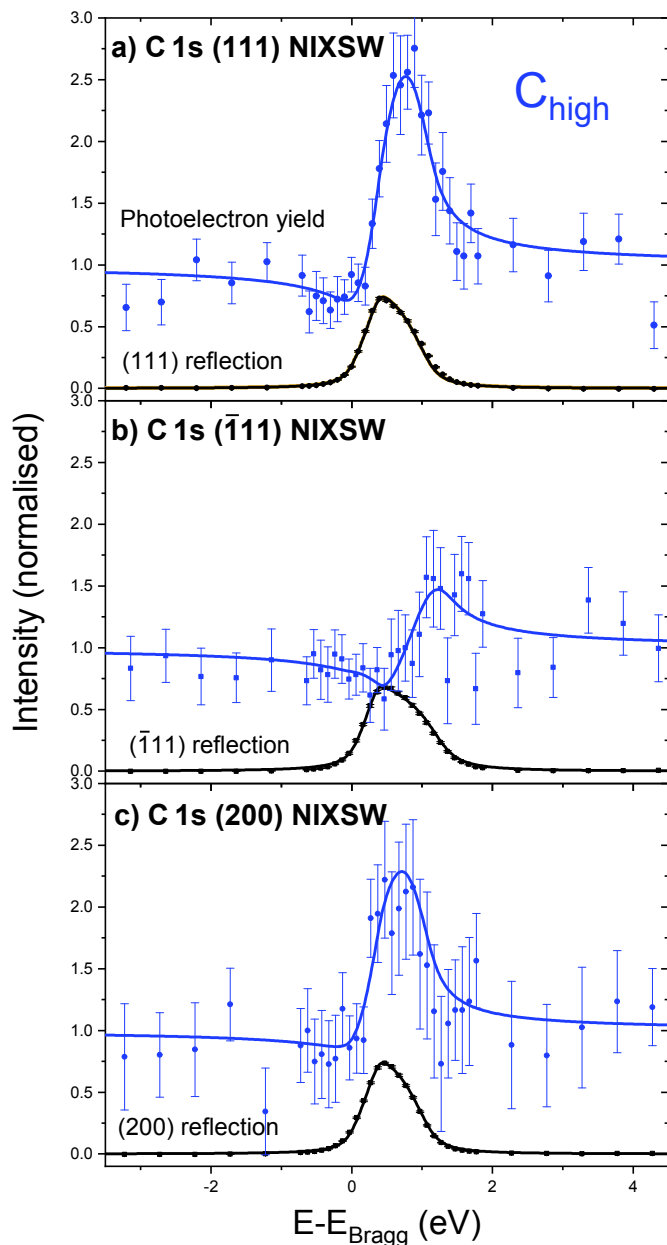 3.0
a) C 1s (111) NIXSW
C_high
2.5
2.0
1.5
Photoelectron yield
1.0
0.5
(111) reflection
0.0
3.0
b) C 1s (1̄11) NIXSW
2.5
2.0
1.5
1.0
0.5
(1̄11) reflection
0.0
3.0
c) C 1s (200) NIXSW
2.5
2.0
1.5
1.0
0.5
(200) reflection
0.0
-2 0 2 4
E-E_Bragg (eV)
Intensity (normalised)